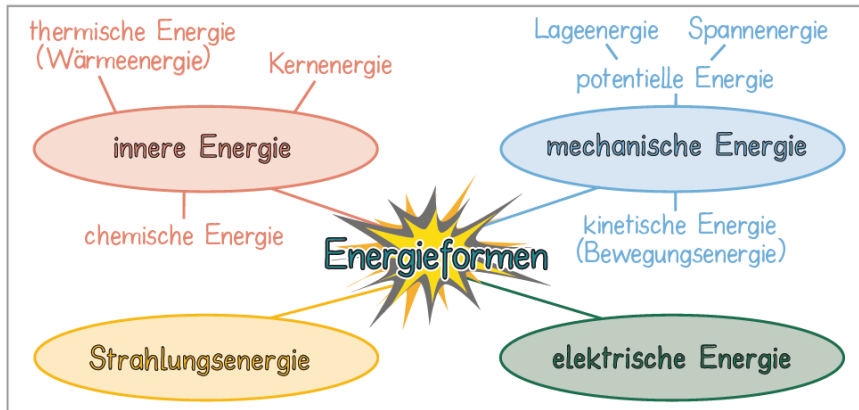 thermische Energie
(Wärmeenergie)
Kernenergie
innere Energie
chemische Energie
Lageenergie
Spannenergie
potentielle Energie
mechanische Energie
kinetische Energie
(Bewegungsenergie)
Energieformen
Strahlungsenergie
elektrische Energie